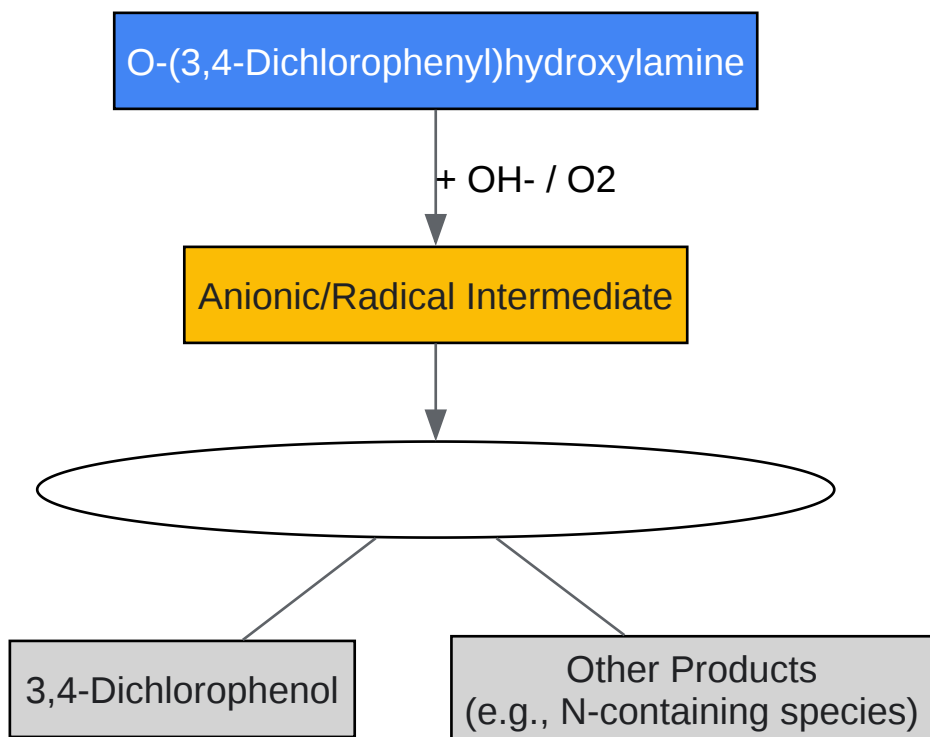 O-(3,4-Dichlorophenyl)hydroxylamine
+ OH- / O2
Anionic/Radical Intermediate
3,4-Dichlorophenol
Other Products
(e.g., N-containing species)